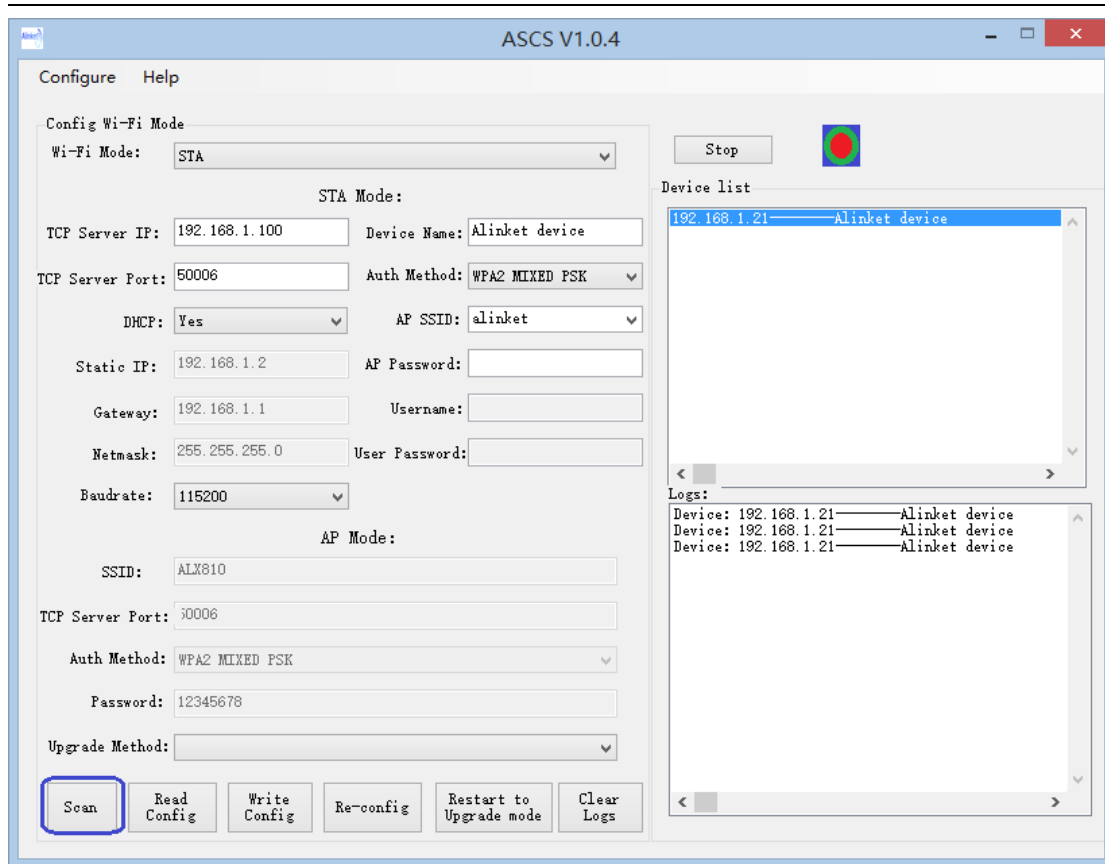 ASCS V1.0.4
Configure Help
Config Wi-Fi Mode
Wi-Fi Mode: STA
STA Mode:
TCP Server IP: 192.168.1.100 Device Name: Alinket device
TCP Server Port: 50006 Auth Method: WPA2 MIXED PSK
DHCP: Yes AP SSID: alinket
Static IP: 192.168.1.2 AP Password:
Gateway: 192.168.1.1 Username:
Netmask: 255.255.255.0 User Password:
Baudrate: 115200
AP Mode:
SSID: ALX810
TCP Server Port: 50006
Auth Method: WPA2 MIXED PSK
Password: 12345678
Upgrade Method:
Scan
Read
Config
Write
Config
Re-config
Restart to
Upgrade mode
Clear
Logs
Stop
Device list
192.168.1.21————Alinket device
Logs:
Device: 192.168.1.21————Alinket device
Device: 192.168.1.21————Alinket device
Device: 192.168.1.21————Alinket device